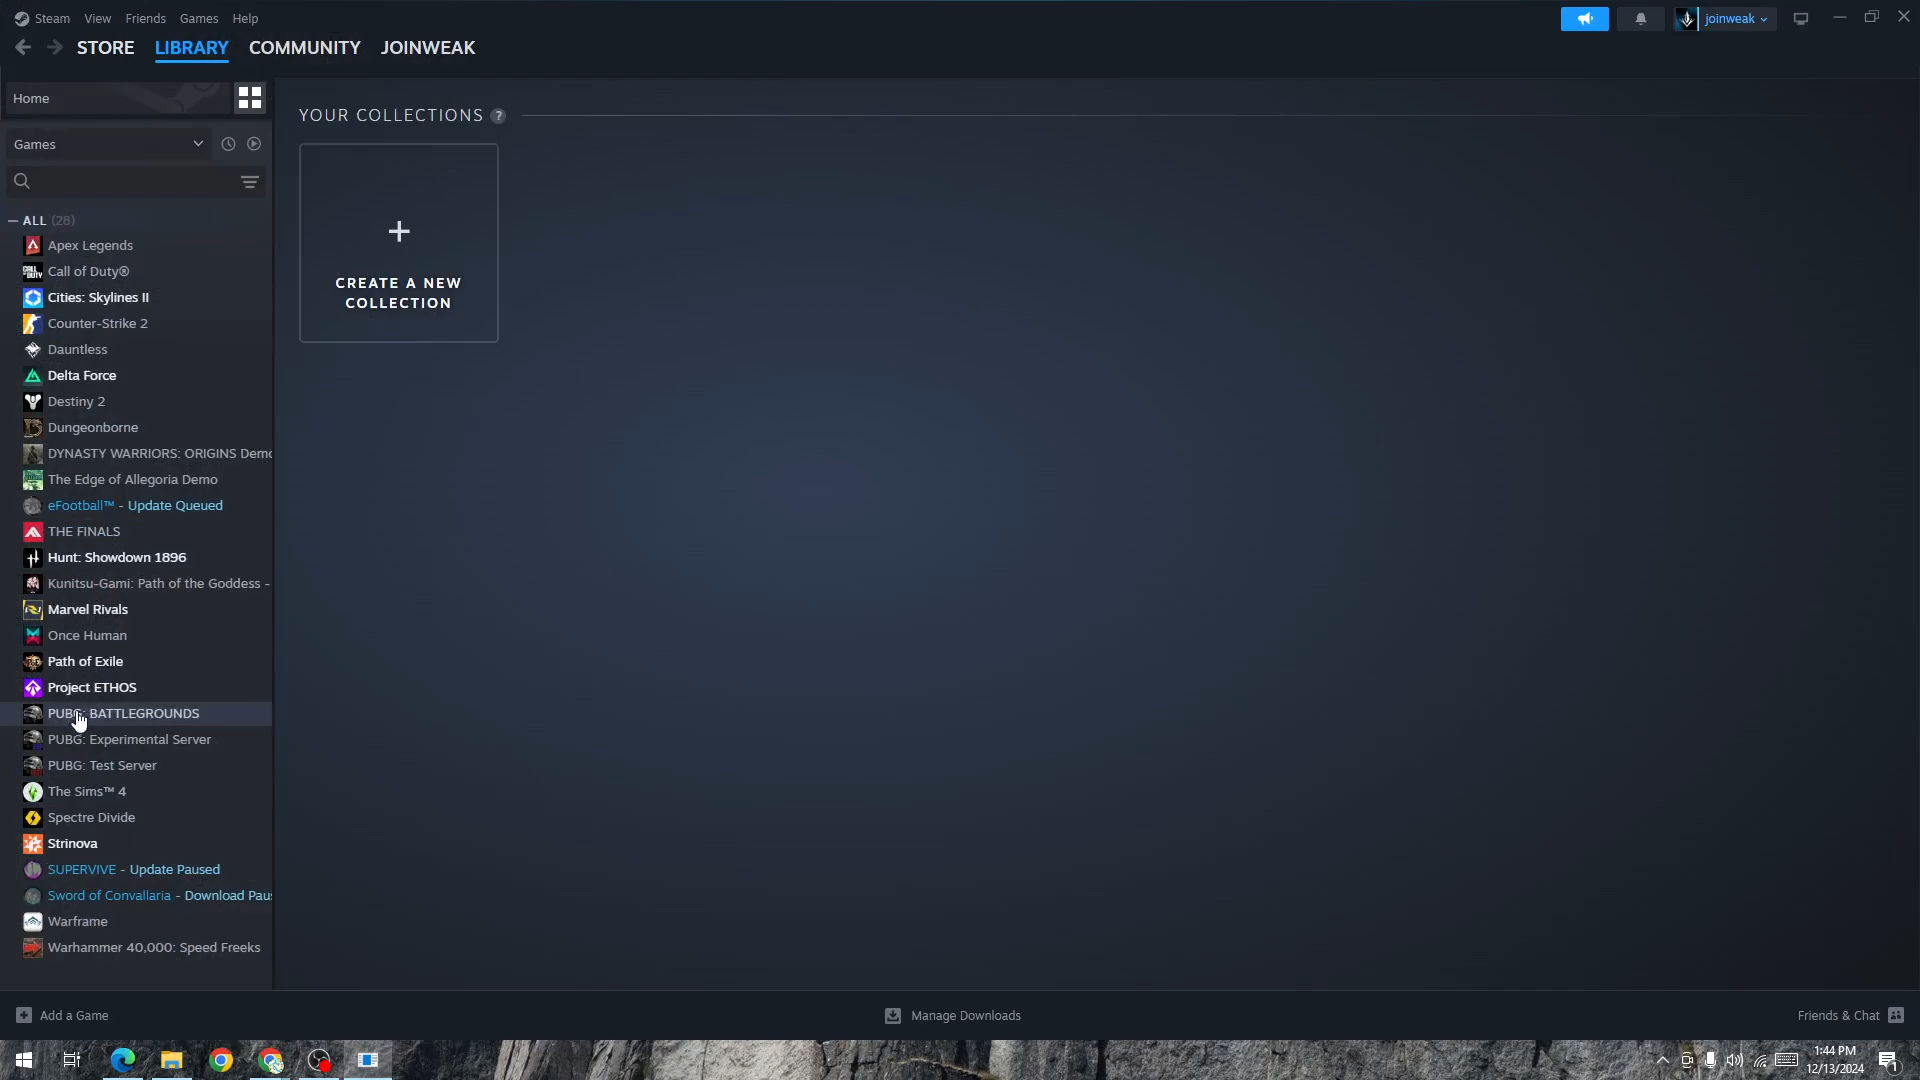 Steam View Friends Games Help
joinweak
STORE LIBRARY COMMUNITY JOINWEAK
Home
YOUR COLLECTIONS ?
Games
CREATE A NEW
COLLECTION
ALL (28)
Apex Legends
Call of Duty®
Cities: Skylines II
Counter-Strike 2
Dauntless
Delta Force
Destiny 2
Dungeonborne
DYNASTY WARRIORS: ORIGINS Demo
The Edge of Allegoria Demo
eFootball™ - Update Queued
THE FINALS
Hunt: Showdown 1896
Kunitsu-Gami: Path of the Goddess -
Marvel Rivals
Once Human
Path of Exile
Project ETHOS
PUBG: BATTLEGROUNDS
PUBG: Experimental Server
PUBG: Test Server
The Sims™ 4
Spectre Divide
Strinova
SUPERVIVE - Update Paused
Sword of Convallaria - Download Pau
Warframe
Warhammer 40,000: Speed Freeks
Add a Game
Manage Downloads
Friends & Chat
1:44 PM
12/13/2024
1